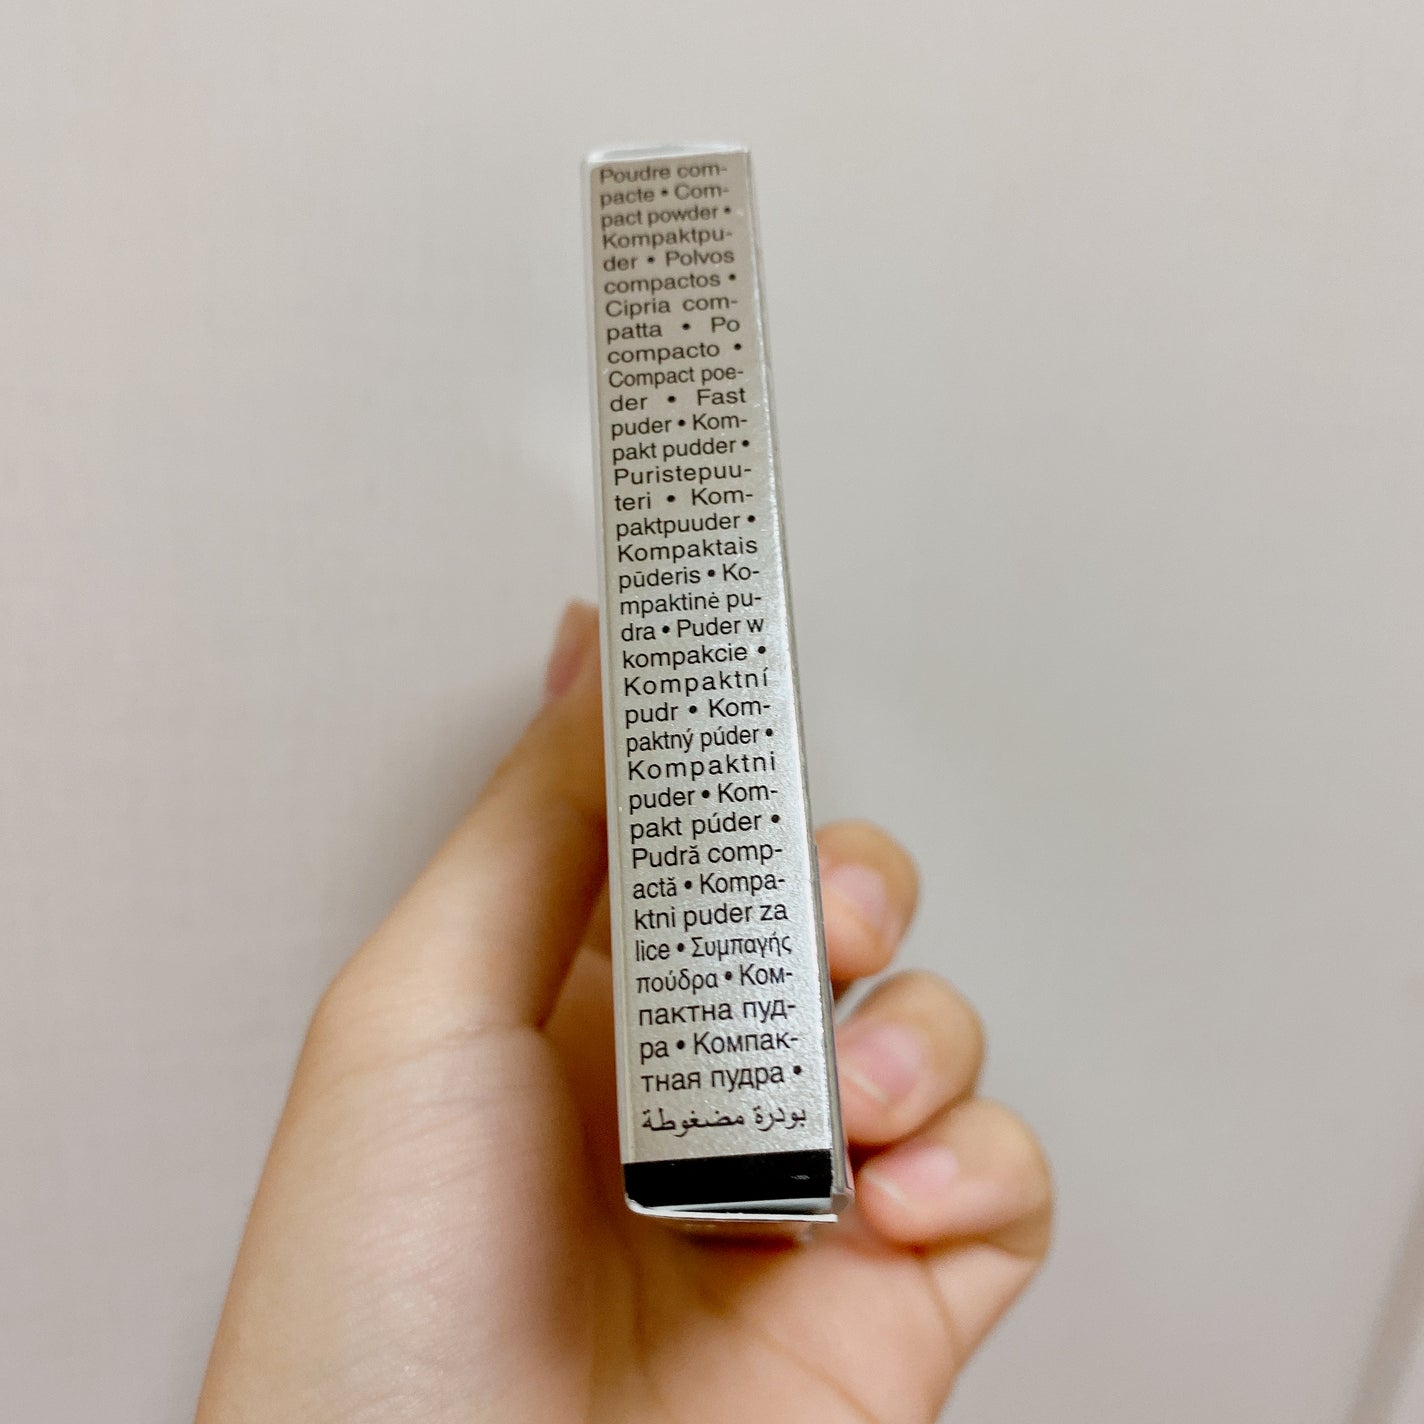 Poudre com-
pacte • Com-
pact powder •
Kompaktpu-
der • Polvos
compactos •
Cipria com-
patta • Po
compacto •
Compact poe-
der • Fast
puder • Kom-
pakt pudder •
Puristepuu-
teri • Kom-
paktpuuder •
Kompaktais
pūderis • Ko-
mpaktinė pu-
dra • Puder w
kompakcie •
Kompaktní
pudr • Kom-
paktný púder •
Kompaktni
puder • Kom-
pakt púder •
Pudră comp-
actă • Kompa-
ktni puder za
lice • Συμπαγής
πούδρα • Ком-
пактна пуд-
ра • Компак-
тная пудра •
بودرة مضغوطة